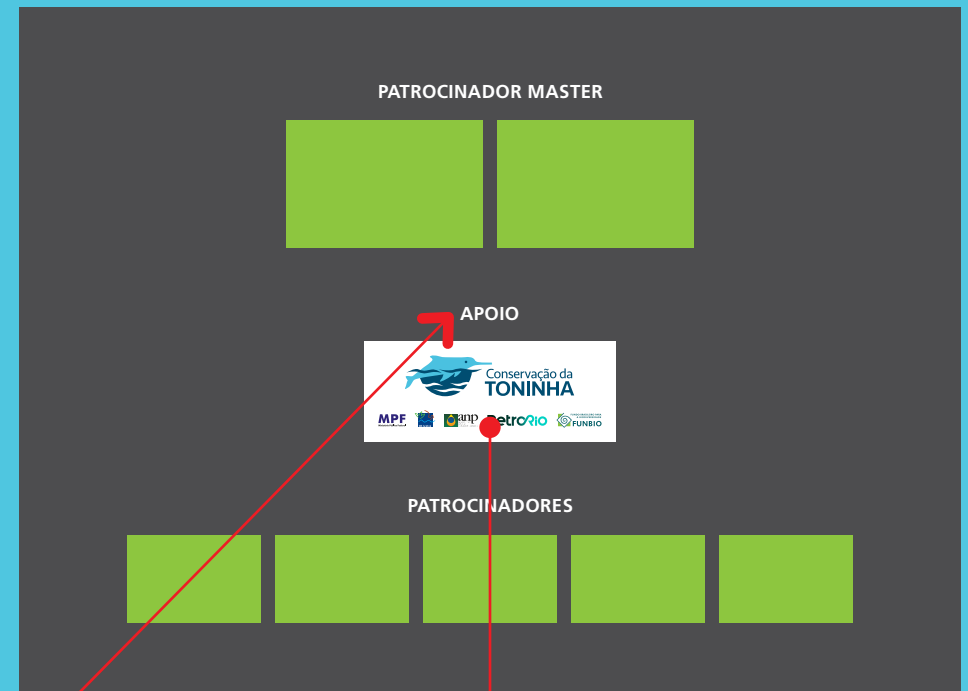 PATROCINADOR MASTER
APOIO
Conservação da
TONINHA
MPF
anp
PetroRio
FUNBIO
PATROCINADORES